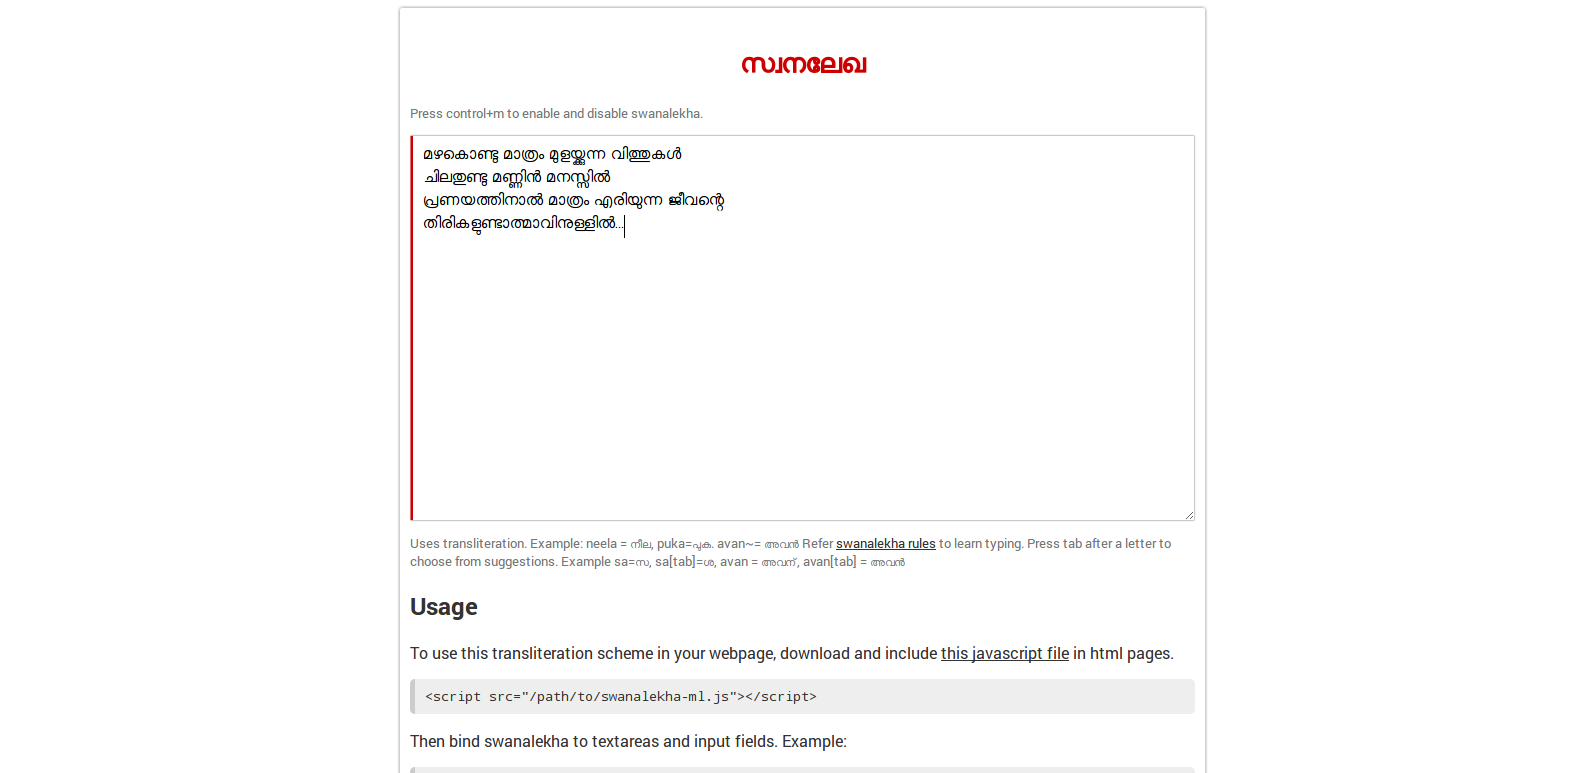 സ്വനലേഖ
Press control+m to enable and disable swanalekha.
മഴകൊണ്ടു മാത്രം മുളയ്ക്കുന്ന വിത്തുകൾ
ചിലതുണ്ടു മണ്ണിൻ മനസ്സിൽ
പ്രണയത്തിനാൽ മാത്രം എരിയുന്ന ജീവന്റെ
തിരികളുണ്ടാത്മാവിനുള്ളിൽ...
Uses transliteration. Example: neela = നീല, puka=പുക. avan~= അവൻ Refer swanalekha rules to learn typing. Press tab after a letter to
choose from suggestions. Example sa=സ, sa[tab]=ശ, avan = അവന്, avan[tab] = അവൻ
Usage
To use this transliteration scheme in your webpage, download and include this javascript file in html pages.
<script src="/path/to/swanalekha-ml.js"></script>
Then bind swanalekha to textareas and input fields. Example: